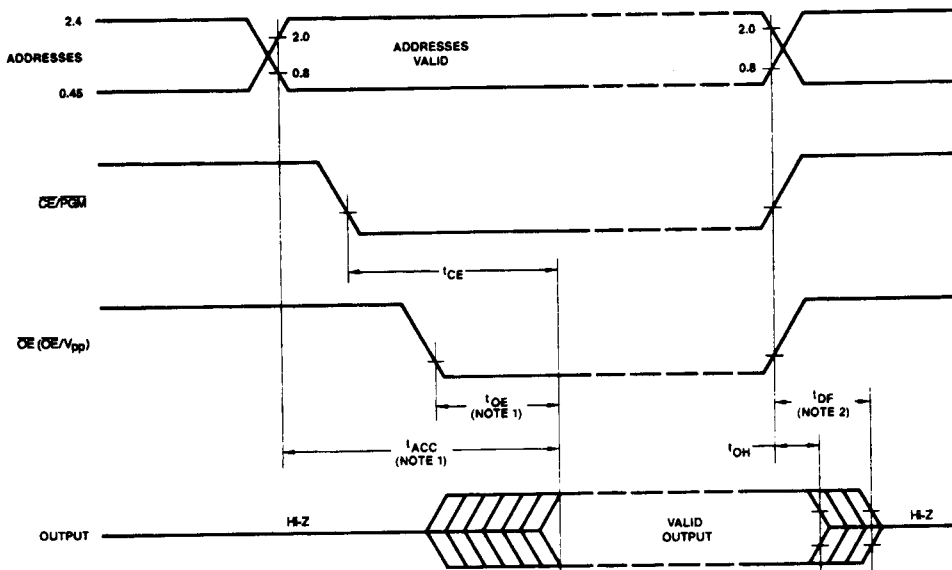 2.4
ADDRESSES
0.45
2.0
0.8
ADDRESSES
VALID
2.0
0.8
CE/PGM
tCE
OE (OE/Vpp)
tOE
(NOTE 1)
tDF
(NOTE 2)
tACC
(NOTE 1)
tOH
HI-Z
OUTPUT
VALID
OUTPUT
HI-Z